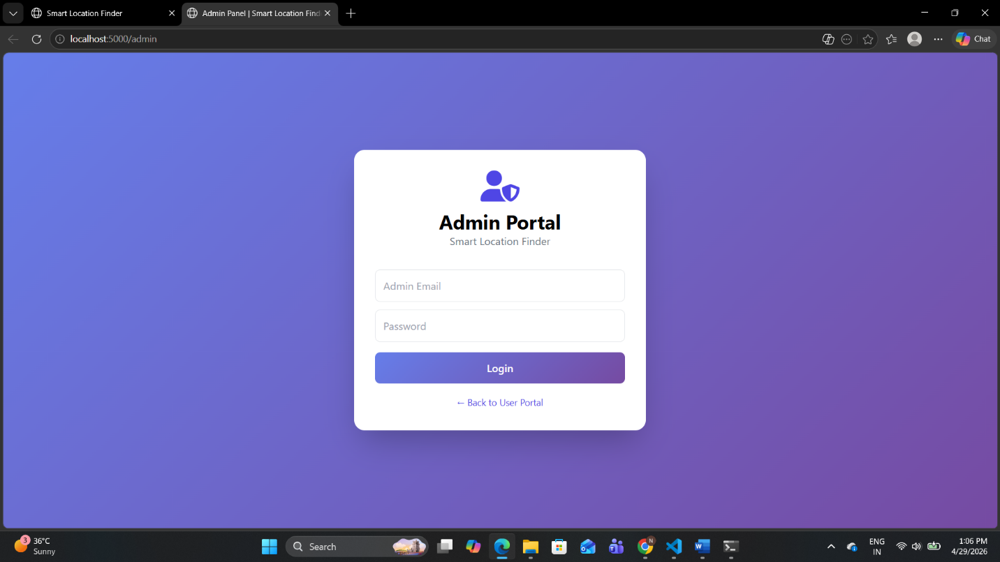 Smart Location Finder
Admin Panel | Smart Location Find
localhost:5000/admin
Chat
Admin Portal
Smart Location Finder
Admin Email
Password
Login
← Back to User Portal
3
36°C
Sunny
Search
N
ENG
IN
1:06 PM
4/29/2026